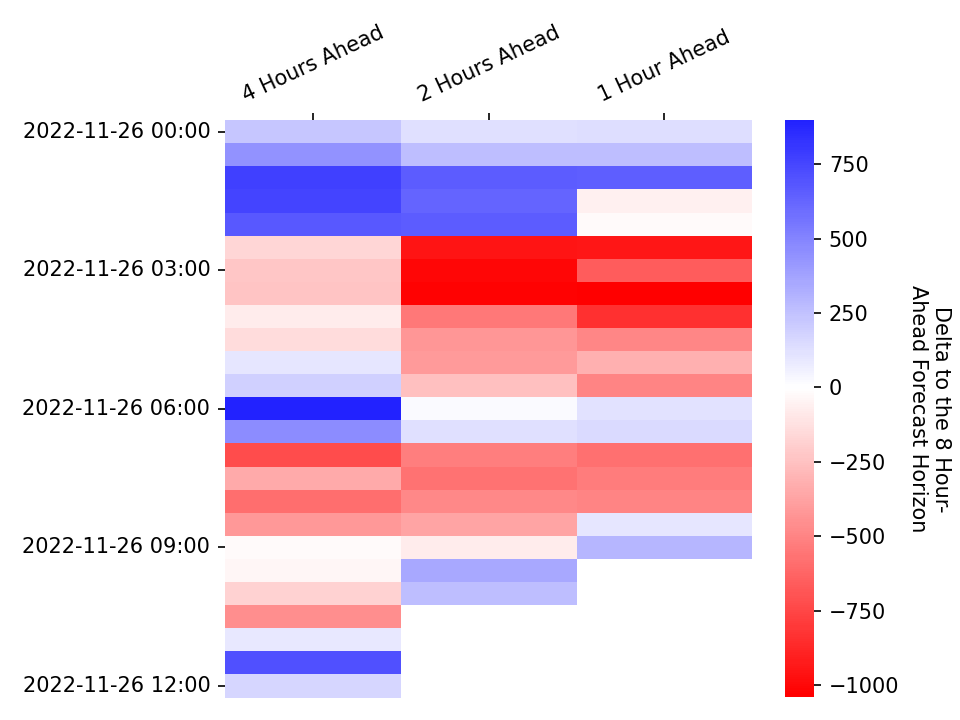 4 Hours Ahead
2 Hours Ahead
1 Hour Ahead
2022-11-26 00:00
2022-11-26 03:00
2022-11-26 06:00
2022-11-26 09:00
2022-11-26 12:00
750
500
250
0
−250
−500
−750
−1000
Delta to the 8 Hour-
Ahead Forecast Horizon